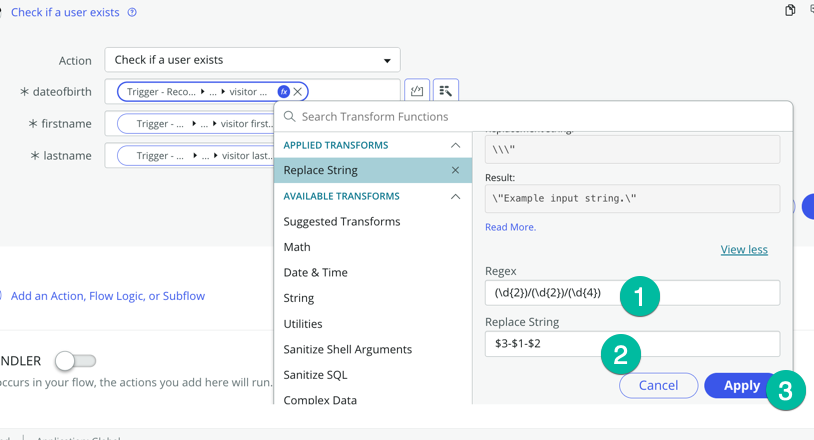 Check if a user exists
Action
Check if a user exists
* dateofbirth
Trigger - Reco... ▸ ... ▸ visitor ...
fx
* firstname
Trigger - ... ▸ ... ▸ visitor first...
* lastname
Trigger - ... ▸ ... ▸ visitor last...
Search Transform Functions
APPLIED TRANSFORMS
Replace String
AVAILABLE TRANSFORMS
Suggested Transforms
Math
Date & Time
String
Utilities
Sanitize Shell Arguments
Sanitize SQL
Complex Data
Replacement String:
\\\"
Result:
\"Example input string.\"
Read More.
View less
Regex
(\d{2})/(\d{2})/(\d{4})
1
Replace String
$3-$1-$2
2
Cancel
Apply
3
Add an Action, Flow Logic, or Subflow
NDLER
occurs in your flow, the actions you add here will run.
Application: Global